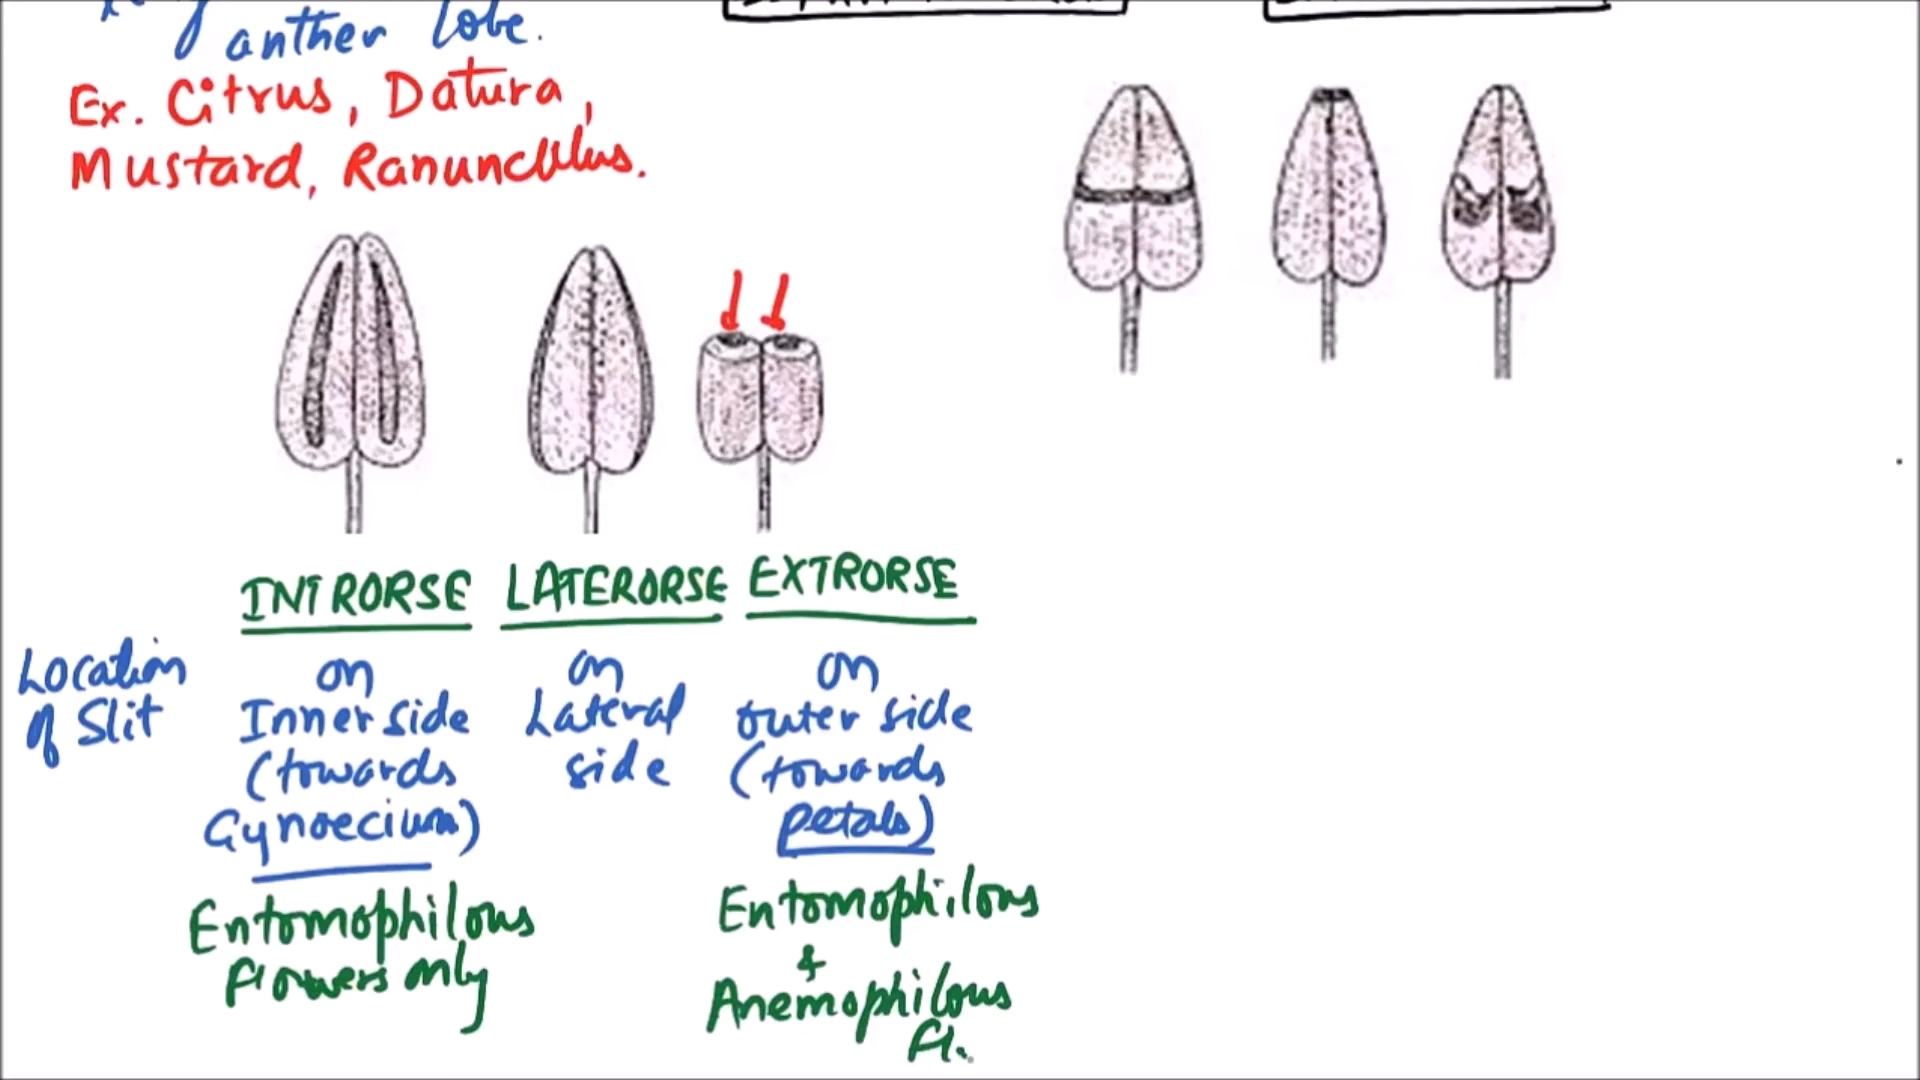 anther lobe.
Ex. Citrus, Datura,
Mustard, Ranunculus.
INTRORSE LATERORSE EXTRORSE
Location of Slit
on
Inner side
(towards
Gynoecium)
on
Lateral
side
on
outer side
(towards
petals)
Entomophilous
flowers only
Entomophilous
&
Anemophilous
fl.